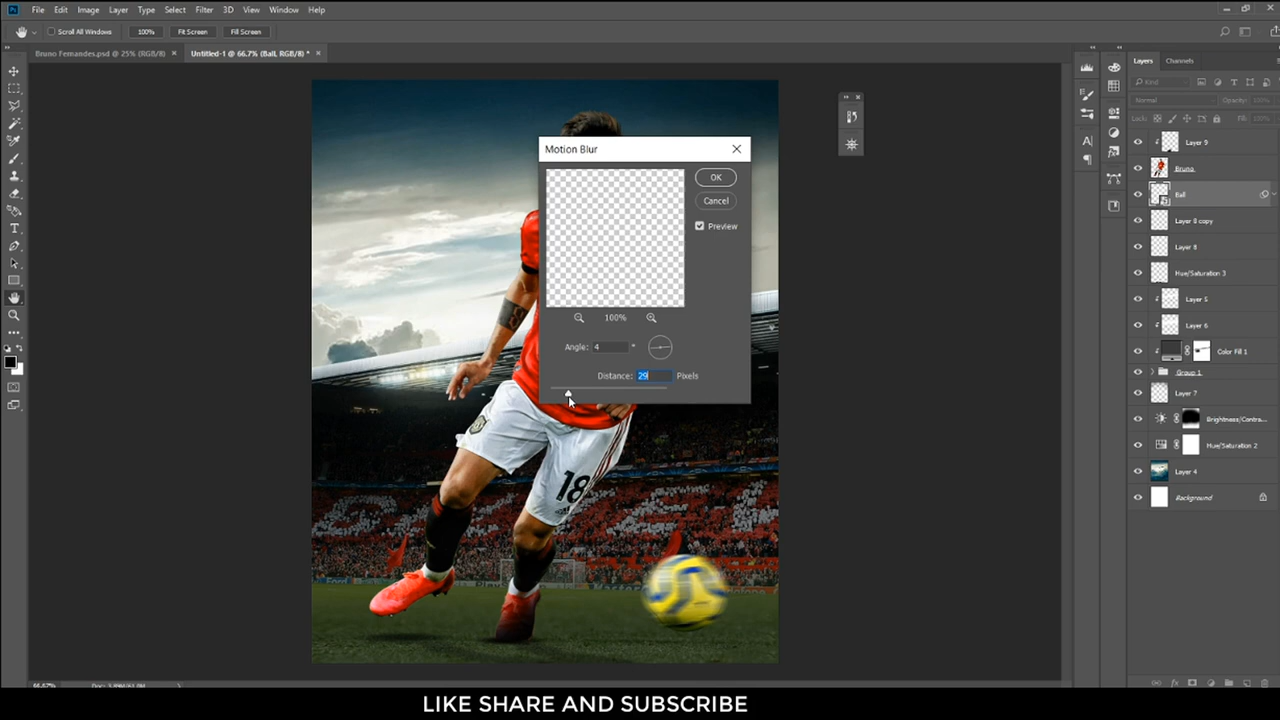 Ps File Edit Image Layer Type Select Filter 3D View Window Help
Scroll All Windows 100% Fit Screen Fill Screen
Bruno Fernandes.psd @ 25% (RGB/8) × Untitled-1 @ 66.7% (Ball, RGB/8) * ×
Layers Channels
Kind
Normal Opacity: 100%
Lock: Fill: 100%
Layer 9
Bruno
Ball
Layer 8 copy
Layer 8
Hue/Saturation 3
Layer 5
Layer 6
Color Fill 1
Group 1
Layer 7
Brightness/Contra...
Hue/Saturation 2
Layer 4
Background
Motion Blur
OK
Cancel
Preview
100%
Angle: 4 °
Distance: 29 Pixels
18
Ford
66.67%
LIKE SHARE AND SUBSCRIBE